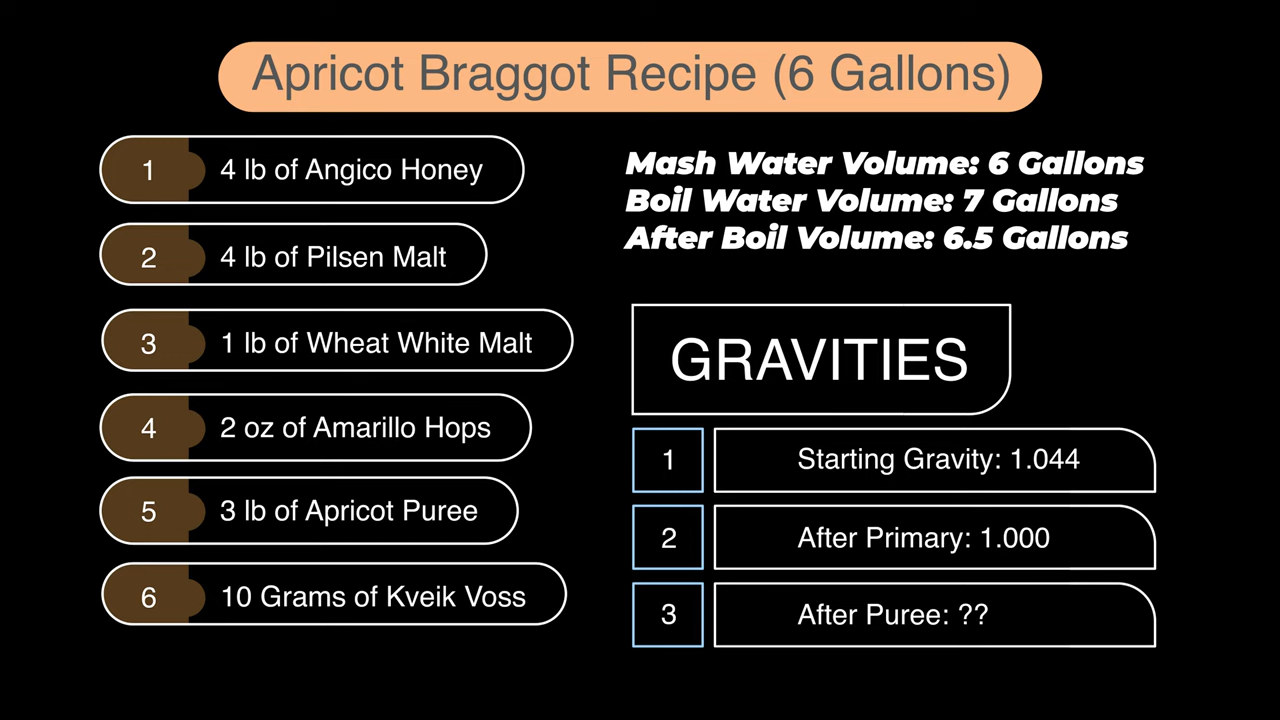 Apricot Braggot Recipe (6 Gallons)
1 4 lb of Angico Honey
2 4 lb of Pilsen Malt
3 1 lb of Wheat White Malt
4 2 oz of Amarillo Hops
5 3 lb of Apricot Puree
6 10 Grams of Kveik Voss
Mash Water Volume: 6 Gallons
Boil Water Volume: 7 Gallons
After Boil Volume: 6.5 Gallons
GRAVITIES
1 Starting Gravity: 1.044
2 After Primary: 1.000
3 After Puree: ??